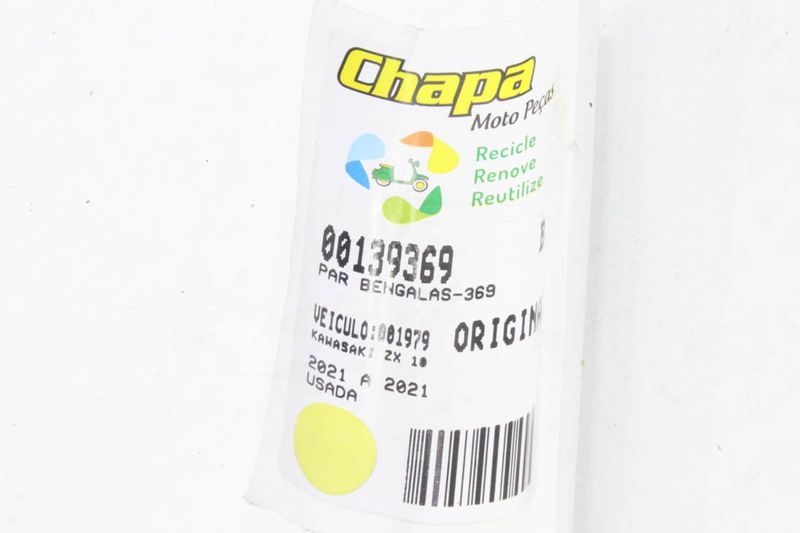 Chapa
Moto Peças
Recicle
Renove
Reutilize
00139369
PAR BENGALAS-369
VEICULO:001979
KAWASAKI ZX 10
2021 A 2021
USADA